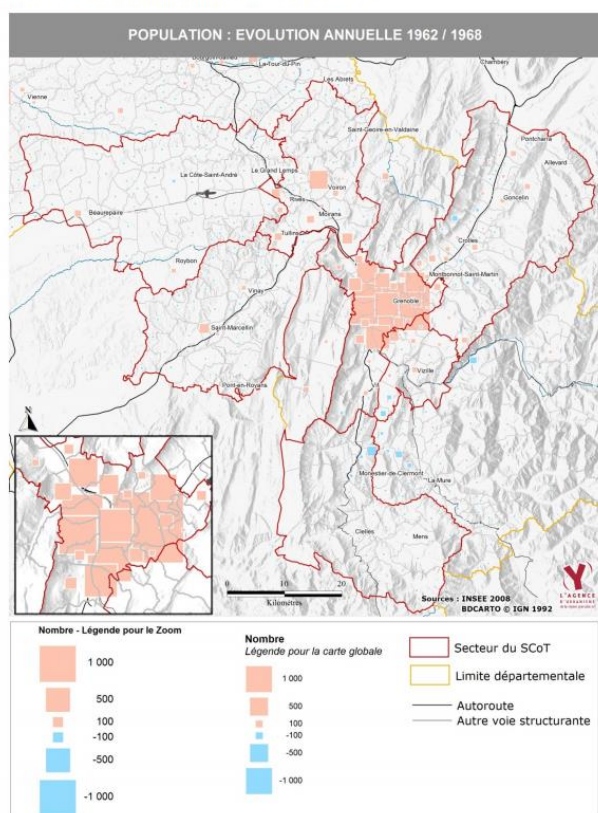 POPULATION : EVOLUTION ANNUELLE 1962 / 1968
La-Tour-du-Pin
Chambéry
Les Abrets
Vienne
Saint-Geoire-en-Valdaine
Pontcharra
Allevard
La Côte-Saint-André
Le Grand Lemps
Voiron
Goncelin
Rives
Beaurepaire
Moirans
Tullins
Crolles
Roybon
Montbonnot-Saint-Martin
Vinay
Grenoble
Saint-Marcellin
Vizille
Pont-en-Royans
N
Monestier-de-Clermont
La Mure
Clelles
Mens
0 10 20
Kilomètres
Sources : INSEE 2008
BDCARTO © IGN 1992
Y
L'AGENCE
D'URBANISME
Nombre - Légende pour le Zoom
1 000
500
100
-100
-500
-1 000
Nombre
Légende pour la carte globale
1 000
500
100
-100
-500
-1 000
Secteur du SCoT
Limite départementale
Autoroute
Autre voie structurante